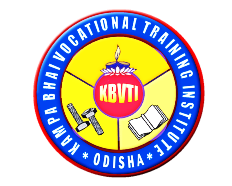 KAMPA BHAI VOCATIONAL TRAINING INSTITUTE
KBVTI
* ODISHA *